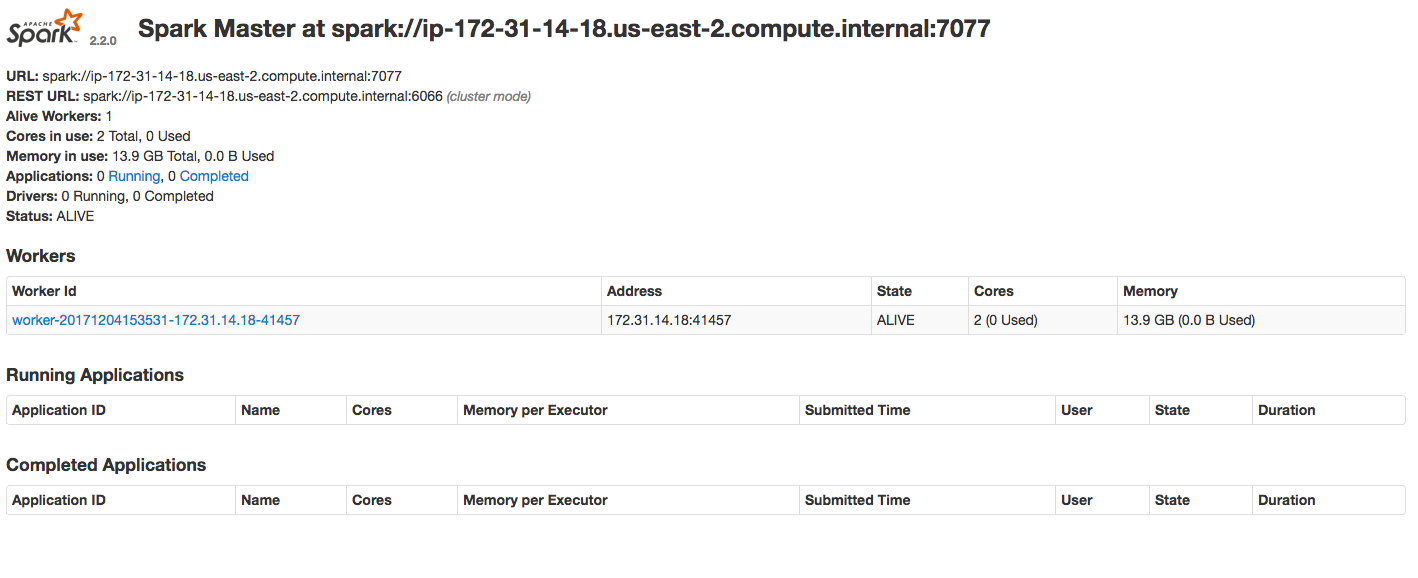 APACHE
Spark 2.2.0 Spark Master at spark://ip-172-31-14-18.us-east-2.compute.internal:7077
URL: spark://ip-172-31-14-18.us-east-2.compute.internal:7077
REST URL: spark://ip-172-31-14-18.us-east-2.compute.internal:6066 (cluster mode)
Alive Workers: 1
Cores in use: 2 Total, 0 Used
Memory in use: 13.9 GB Total, 0.0 B Used
Applications: 0 Running, 0 Completed
Drivers: 0 Running, 0 Completed
Status: ALIVE
Workers
Worker Id Address State Cores Memory
worker-20171204153531-172.31.14.18-41457 172.31.14.18:41457 ALIVE 2 (0 Used) 13.9 GB (0.0 B Used)
Running Applications
Application ID Name Cores Memory per Executor Submitted Time User State Duration
Completed Applications
Application ID Name Cores Memory per Executor Submitted Time User State Duration